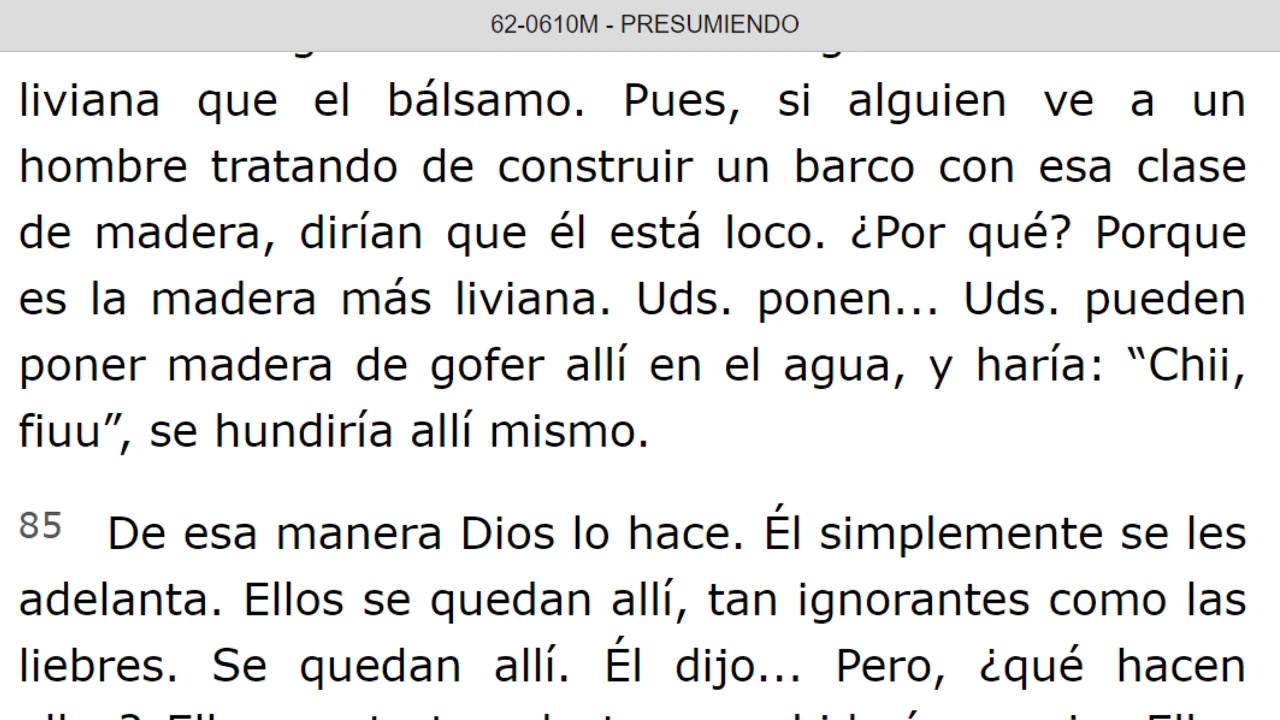 62-0610M - PRESUMIENDO
liviana que el bálsamo. Pues, si alguien ve a un
hombre tratando de construir un barco con esa clase
de madera, dirían que él está loco. ¿Por qué? Porque
es la madera más liviana. Uds. ponen... Uds. pueden
poner madera de gofer allí en el agua, y haría: “Chii,
fiuu”, se hundiría allí mismo.
85 De esa manera Dios lo hace. Él simplemente se les
adelanta. Ellos se quedan allí, tan ignorantes como las
liebres. Se quedan allí. Él dijo... Pero, ¿qué hacen